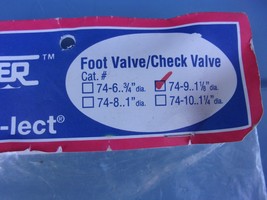 ER™
Foot Valve/Check Valve
Cat. #
74-6..¾"dia. 74-9..1⅛"dia.
74-8..1"dia. 74-10..1¼"dia.
-lect®